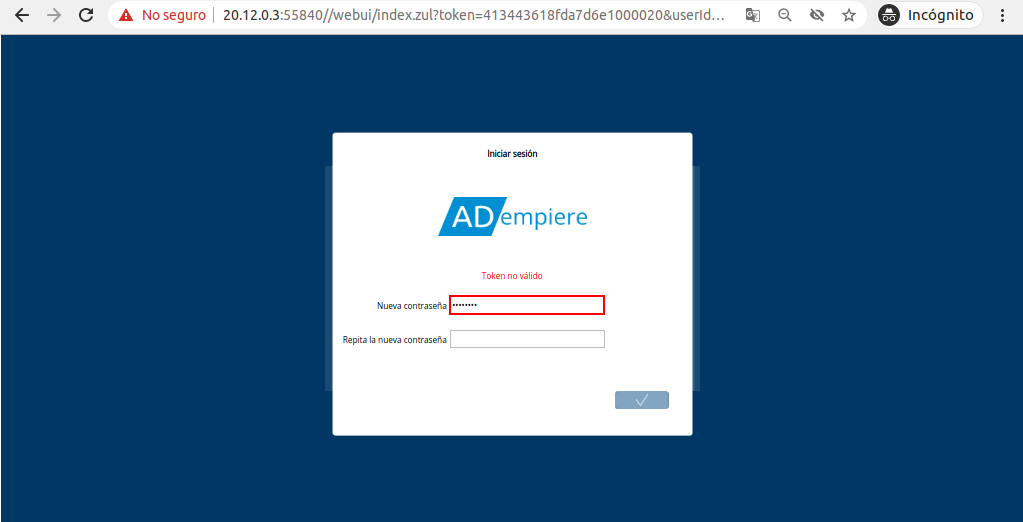 No seguro
20.12.0.3:55840//webui/index.zul?token=413443618fda7d6e1000020&userId...
Incógnito
Iniciar sesión
ADempiere
Token no válido
Nueva contraseña ••••••••
Repita la nueva contraseña